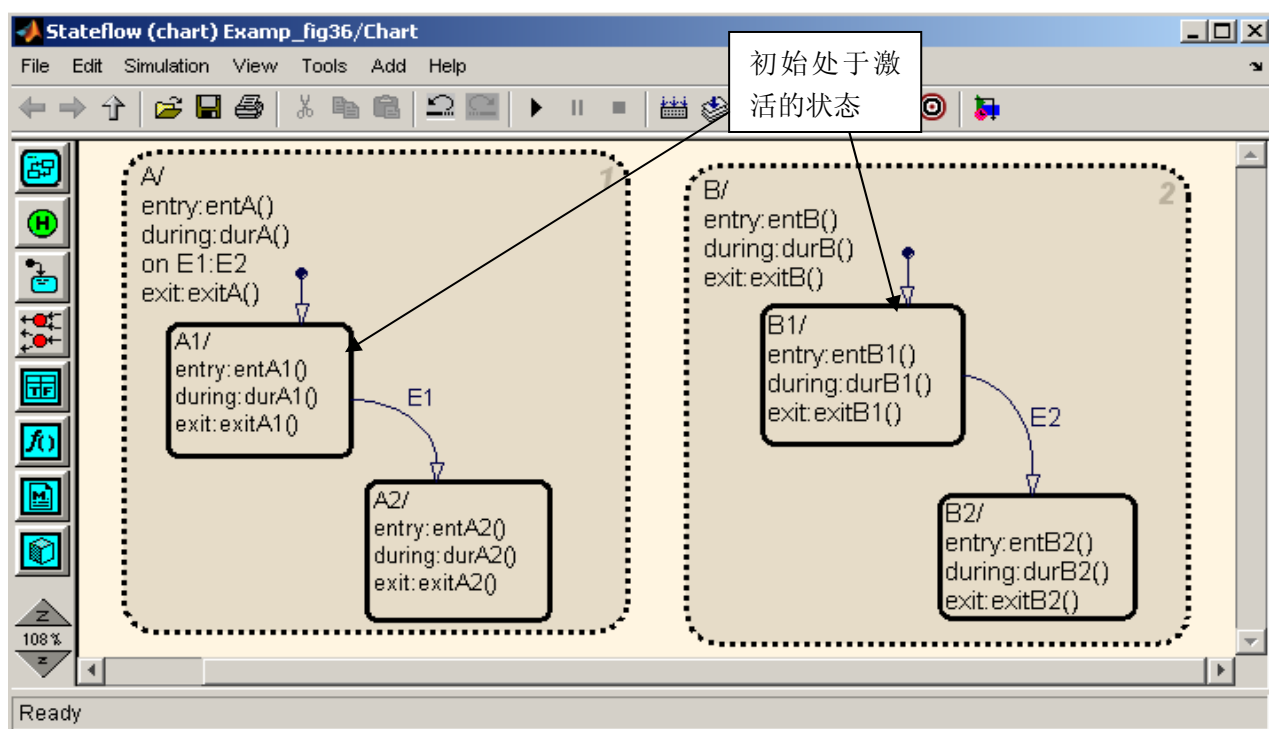 Stateflow (chart) Examp_fig36/Chart
File Edit Simulation View Tools Add Help
初始处于激
活的状态
A/
entry:entA()
during:durA()
on E1:E2
exit:exitA()
1
A1/
entry:entA1()
during:durA1()
exit:exitA1()
E1
A2/
entry:entA2()
during:durA2()
exit:exitA2()
B/
entry:entB()
during:durB()
exit:exitB()
2
B1/
entry:entB1()
during:durB1()
exit:exitB1()
E2
B2/
entry:entB2()
during:durB2()
exit:exitB2()
H
TF
f()
M
Z
108%
z
Ready